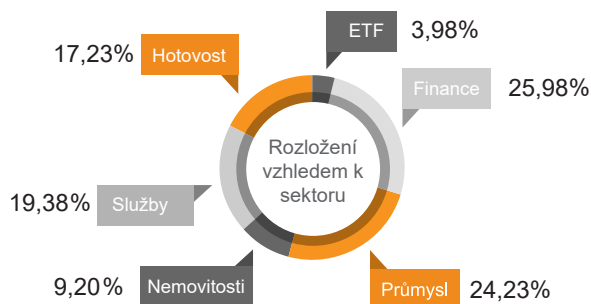 ETF 3,98%
17,23% Hotovost
Finance 25,98%
Rozložení
vzhledem k
sektoru
19,38% Služby
9,20% Nemovitosti
Průmysl 24,23%